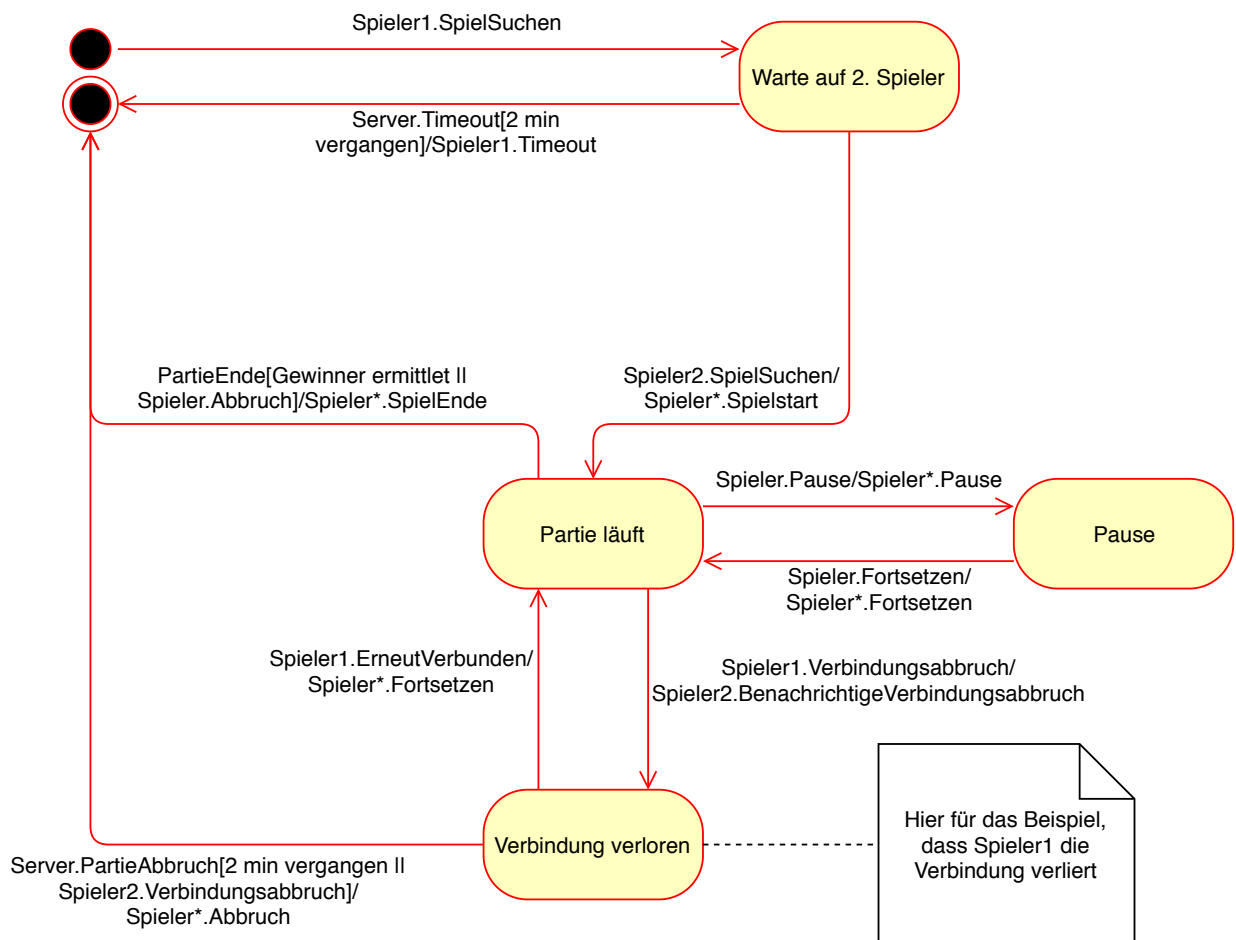 Spieler1.SpielSuchen
Warte auf 2. Spieler
Server.Timeout[2 min
vergangen]/Spieler1.Timeout
PartieEnde[Gewinner ermittlet ||
Spieler.Abbruch]/Spieler*.SpielEnde
Spieler2.SpielSuchen/
Spieler*.Spielstart
Spieler.Pause/Spieler*.Pause
Partie läuft
Pause
Spieler.Fortsetzen/
Spieler*.Fortsetzen
Spieler1.ErneutVerbunden/
Spieler*.Fortsetzen
Spieler1.Verbindungsabbruch/
Spieler2.BenachrichtigeVerbindungsabbruch
Verbindung verloren
Hier für das Beispiel,
dass Spieler1 die
Verbindung verliert
Server.PartieAbbruch[2 min vergangen ||
Spieler2.Verbindungsabbruch]/
Spieler*.Abbruch